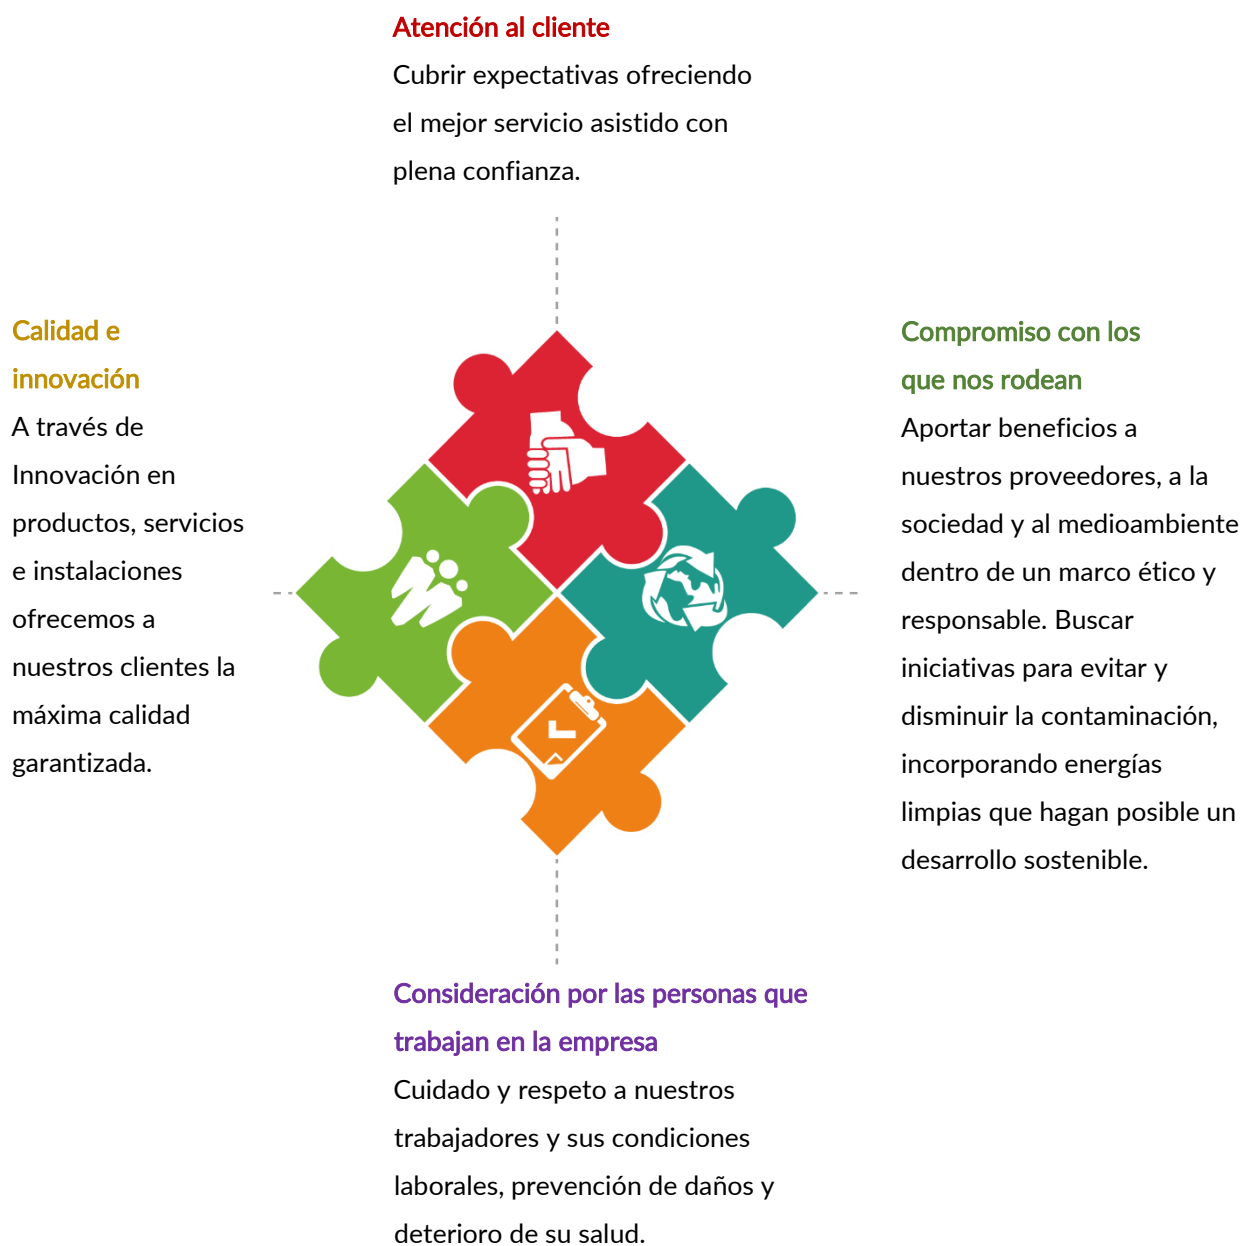 Atención al cliente
Cubrir expectativas ofreciendo
el mejor servicio asistido con
plena confianza.
Calidad e
innovación
A través de
Innovación en
productos, servicios
e instalaciones
ofrecemos a
nuestros clientes la
máxima calidad
garantizada.
Compromiso con los
que nos rodean
Aportar beneficios a
nuestros proveedores, a la
sociedad y al medioambiente
dentro de un marco ético y
responsable. Buscar
iniciativas para evitar y
disminuir la contaminación,
incorporando energías
limpias que hagan posible un
desarrollo sostenible.
Consideración por las personas que
trabajan en la empresa
Cuidado y respeto a nuestros
trabajadores y sus condiciones
laborales, prevención de daños y
deterioro de su salud.